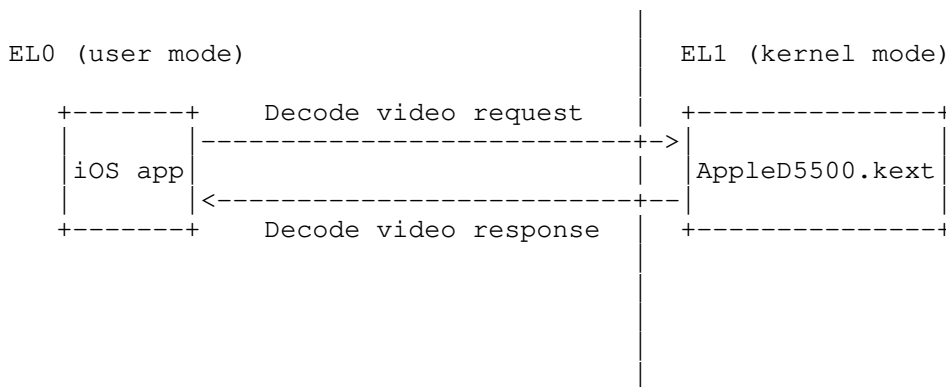 EL0 (user mode)
EL1 (kernel mode)
Decode video request
iOS app
AppleD5500.kext
Decode video response